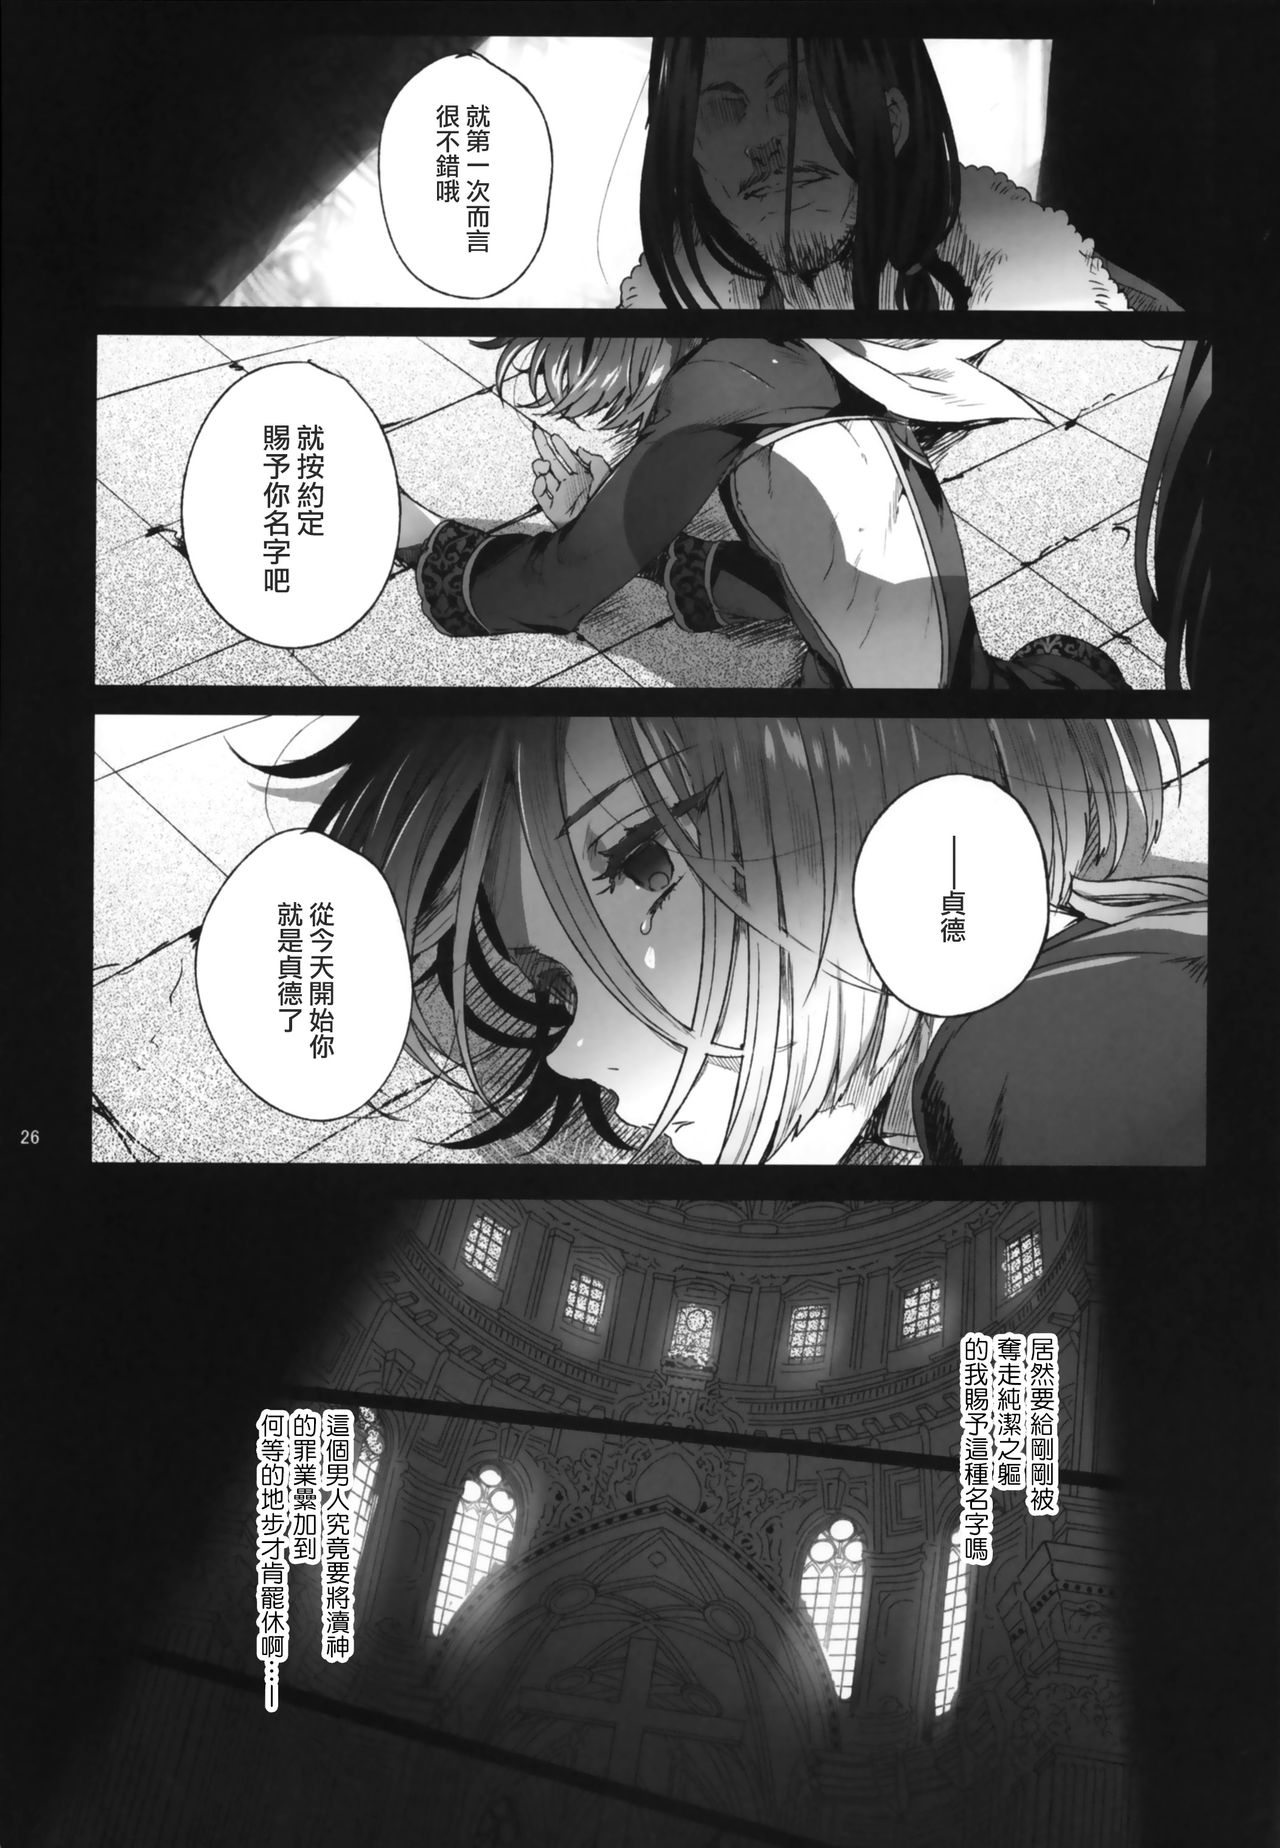 就第一次而言
很不錯哦
就按約定
賜予你名字吧
——貞德
從今天開始你
就是貞德了
居然要給剛剛被
奪走純潔之軀
的我賜予這種名字嗎
這個男人究竟要將瀆神
的罪業纍加到
何等的地步才肯罷休啊……—
26